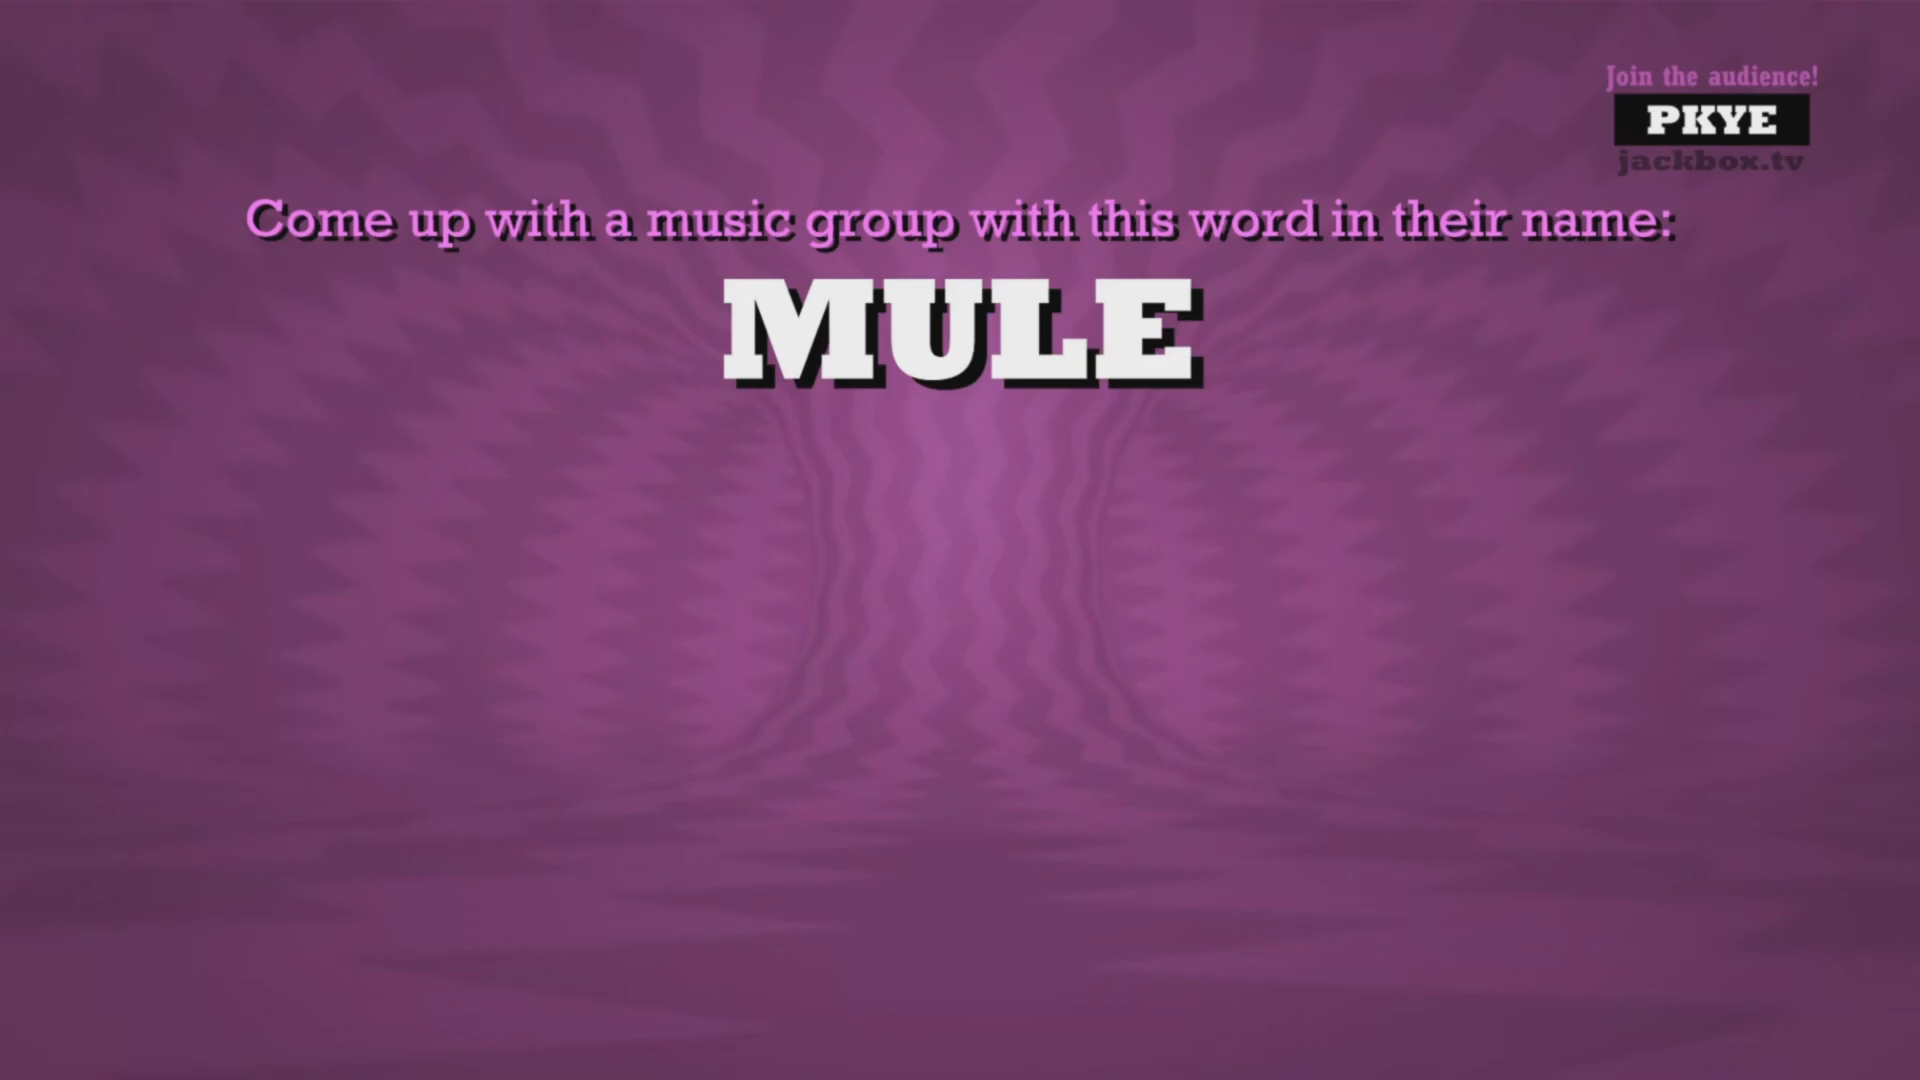 Join the audience!
PKYE
jackbox.tv
Come up with a music group with this word in their name:
MULE